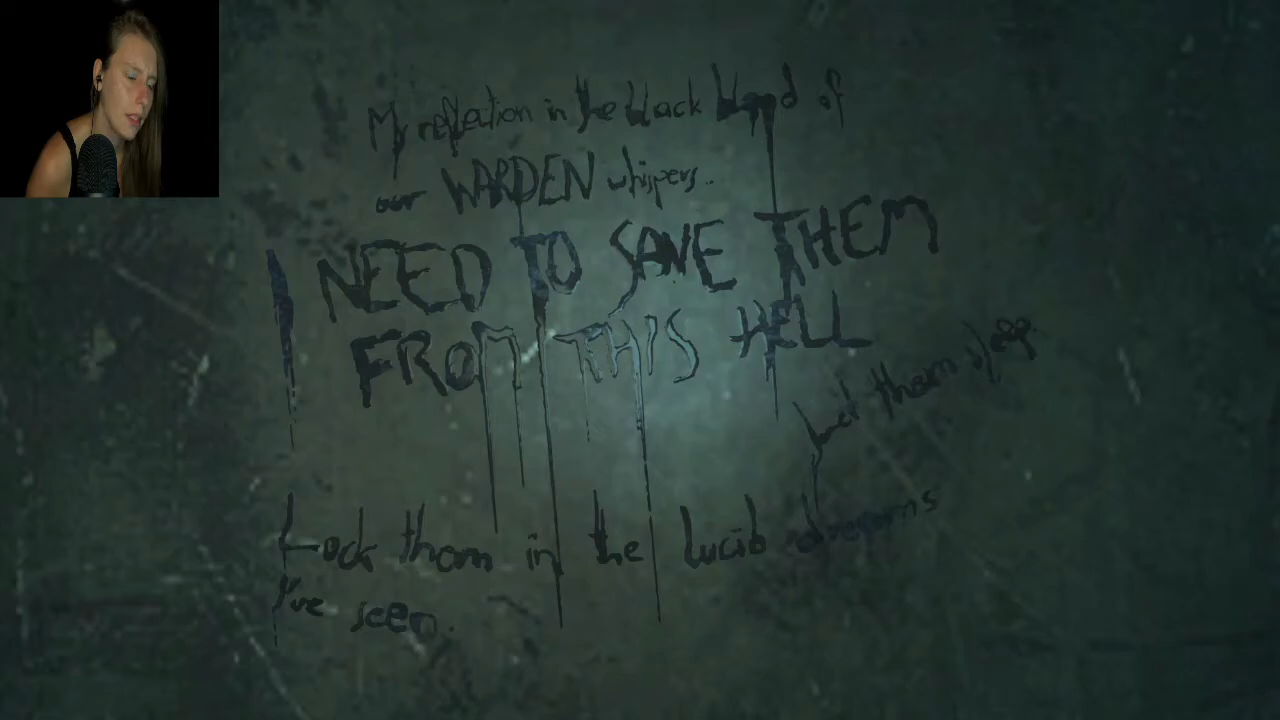 My reflection in the black blood of
our WARDEN whispers..
I NEED TO SAVE THEM
FROM THIS HELL
Let them sleep
Lock them in the lucid dreams
I've seen.